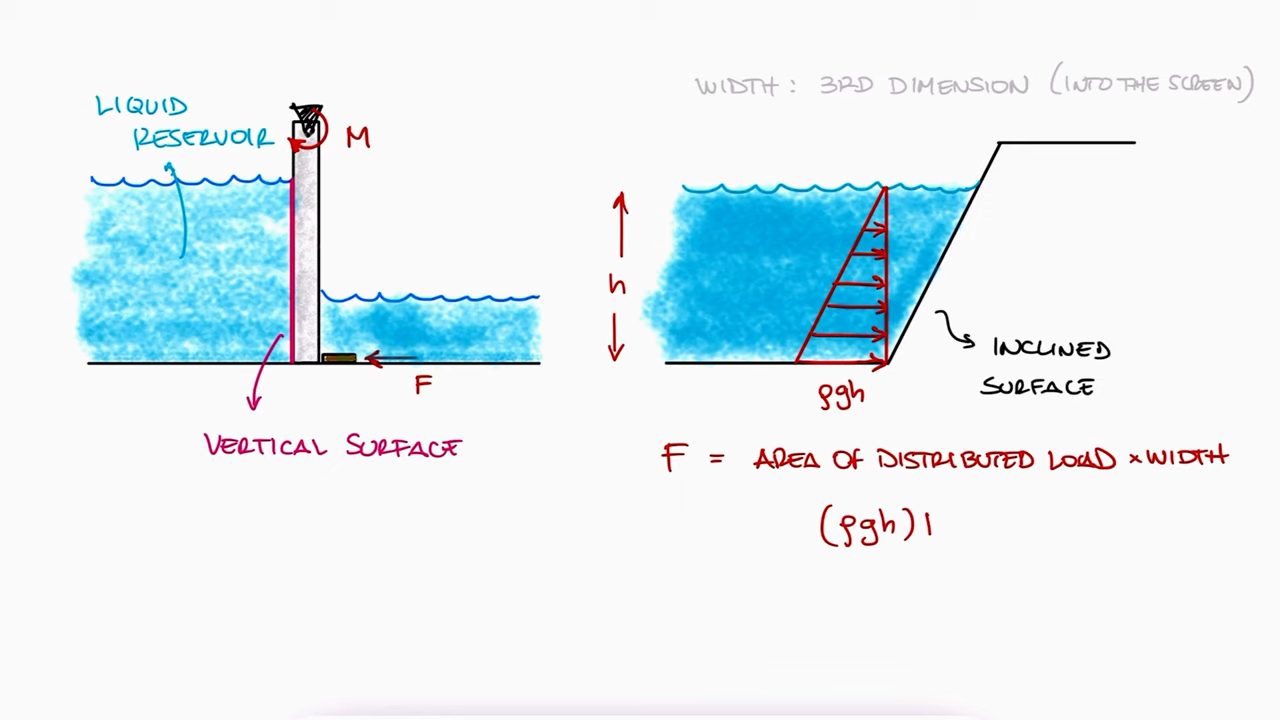 WIDTH: 3RD DIMENSION (INTO THE SCREEN)
LIQUID
RESERVOIR
M
h
F
ρgh
INCLINED
SURFACE
VERTICAL SURFACE
F = AREA OF DISTRIBUTED LOAD × WIDTH
(ρgh) l